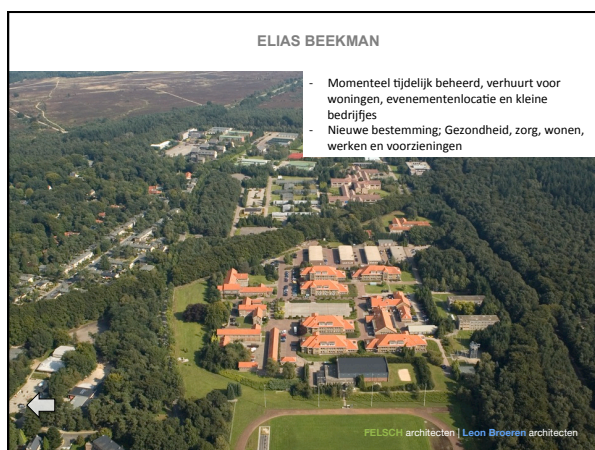 ELIAS BEEKMAN
- Momenteel tijdelijk beheerd, verhuurt voor
woningen, evenementenlocatie en kleine
bedrijfjes
- Nieuwe bestemming; Gezondheid, zorg, wonen,
werken en voorzieningen
FELSCH architecten | Leon Broeren architecten